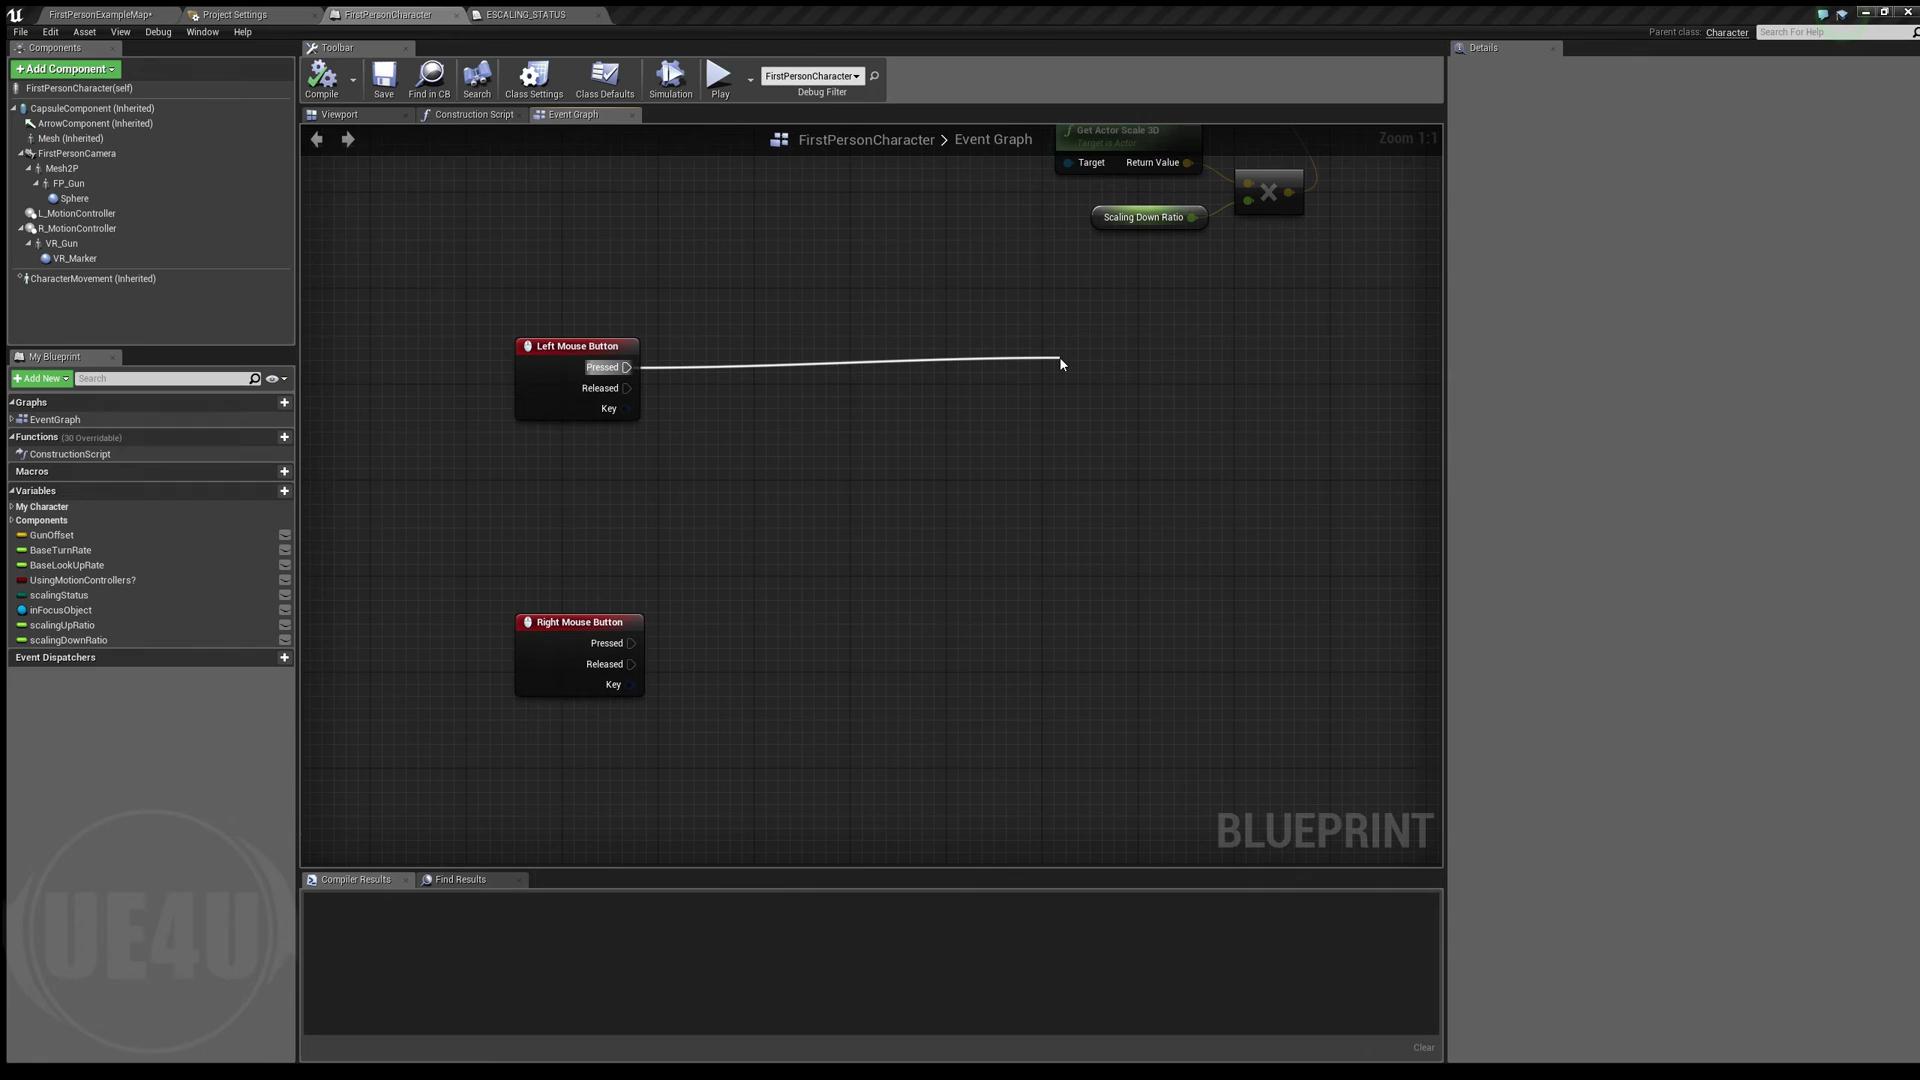 FirstPersonExampleMap*
Project Settings
FirstPersonCharacter
ESCALING_STATUS
File Edit Asset View Debug Window Help
Parent class: Character
Search For Help
Components
Toolbar
Details
+Add Component
FirstPersonCharacter(self)
CapsuleComponent (Inherited)
ArrowComponent (Inherited)
Mesh (Inherited)
FirstPersonCamera
Mesh2P
FP_Gun
Sphere
L_MotionController
R_MotionController
VR_Gun
VR_Marker
CharacterMovement (Inherited)
Compile Save Find in CB Search Class Settings Class Defaults Simulation Play
FirstPersonCharacter
Debug Filter
Viewport Construction Script Event Graph
FirstPersonCharacter > Event Graph
Zoom 1:1
Get Actor Scale 3D
Target is Actor
Target Return Value
Scaling Down Ratio
Left Mouse Button
Pressed
Released
Key
Right Mouse Button
Pressed
Released
Key
BLUEPRINT
My Blueprint
+Add New
Search
Graphs
EventGraph
Functions (30 Overridable)
ConstructionScript
Macros
Variables
My Character
Components
GunOffset
BaseTurnRate
BaseLookUpRate
UsingMotionControllers?
scalingStatus
inFocusObject
scalingUpRatio
scalingDownRatio
Event Dispatchers
Compiler Results
Find Results
Clear
UE4U